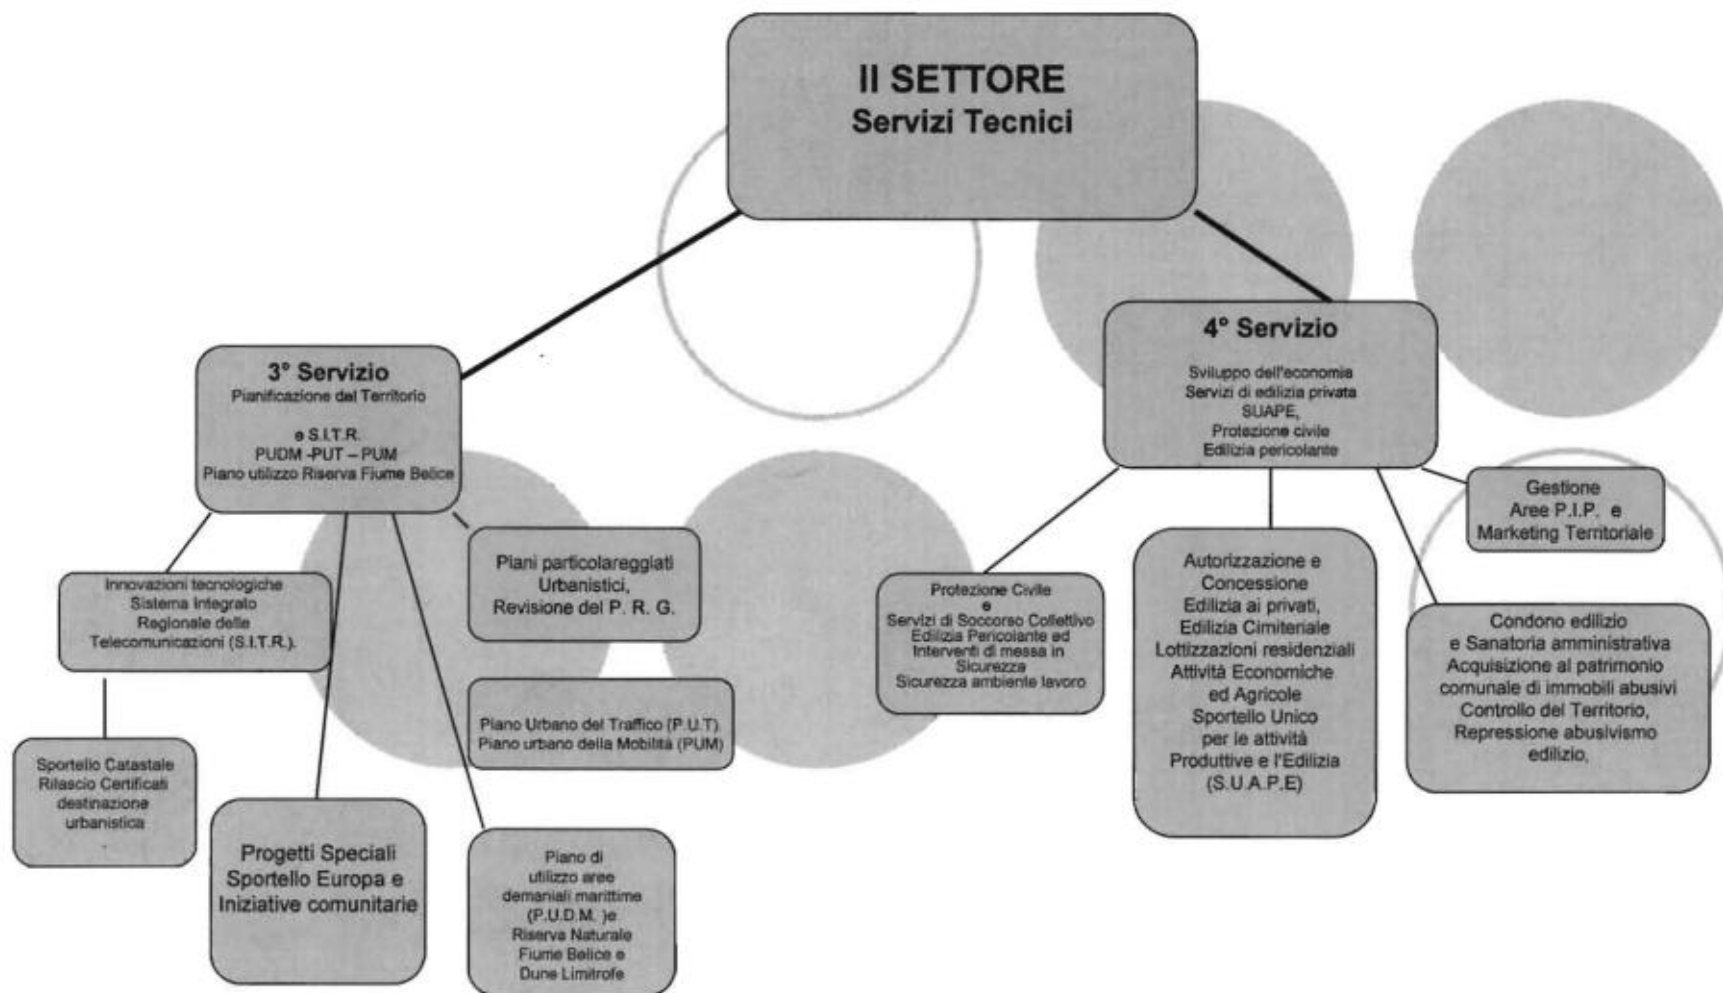 II SETTORE
Servizi Tecnici
3° Servizio
Pianificazione del Territorio
e S.I.T.R.
PUDM -PUT – PUM
Piano utilizzo Riserva Fiume Belice
4° Servizio
Sviluppo dell'economia
Servizi di edilizia privata
SUAPE,
Protezione civile
Edilizia pericolante
Innovazioni tecnologiche
Sistema Integrato
Regionale delle
Telecomunicazioni (S.I.T.R.).
Sportello Catastale
Rilascio Certificati
destinazione
urbanistica
Progetti Speciali
Sportello Europa e
Iniziative comunitarie
Piani particolareggiati
Urbanistici,
Revisione del P. R. G.
Piano Urbano del Traffico (P.U.T)
Piano urbano della Mobilità (PUM)
Piano di
utilizzo aree
demaniali marittime
(P.U.D.M. )e
Riserva Naturale
Fiume Belice e
Dune Limitrofe
Protezione Civile
e
Servizi di Soccorso Collettivo
Edilizia Pericolante ed
Interventi di messa in
Sicurezza
Sicurezza ambiente lavoro
Autorizzazione e
Concessione
Edilizia ai privati,
Edilizia Cimiteriale
Lottizzazioni residenziali
Attività Economiche
ed Agricole
Sportello Unico
per le attività
Produttive e l'Edilizia
(S.U.A.P.E)
Gestione
Aree P.I.P. e
Marketing Territoriale
Condono edilizio
e Sanatoria amministrativa
Acquisizione al patrimonio
comunale di immobili abusivi
Controllo del Territorio,
Repressione abusivismo
edilizio,